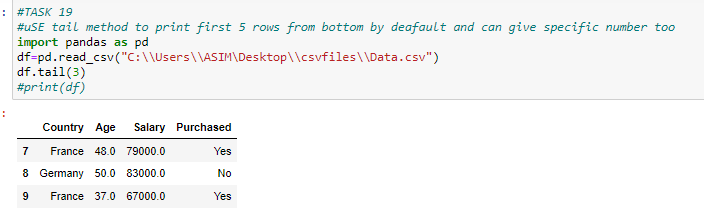 :
#TASK 19
#uSE tail method to print first 5 rows from bottom by deafault and can give specific number too
import pandas as pd
df=pd.read_csv("C:\\Users\\ASIM\Desktop\\csvfiles\\Data.csv")
df.tail(3)
#print(df)
:
Country Age Salary Purchased
7 France 48.0 79000.0 Yes
8 Germany 50.0 83000.0 No
9 France 37.0 67000.0 Yes